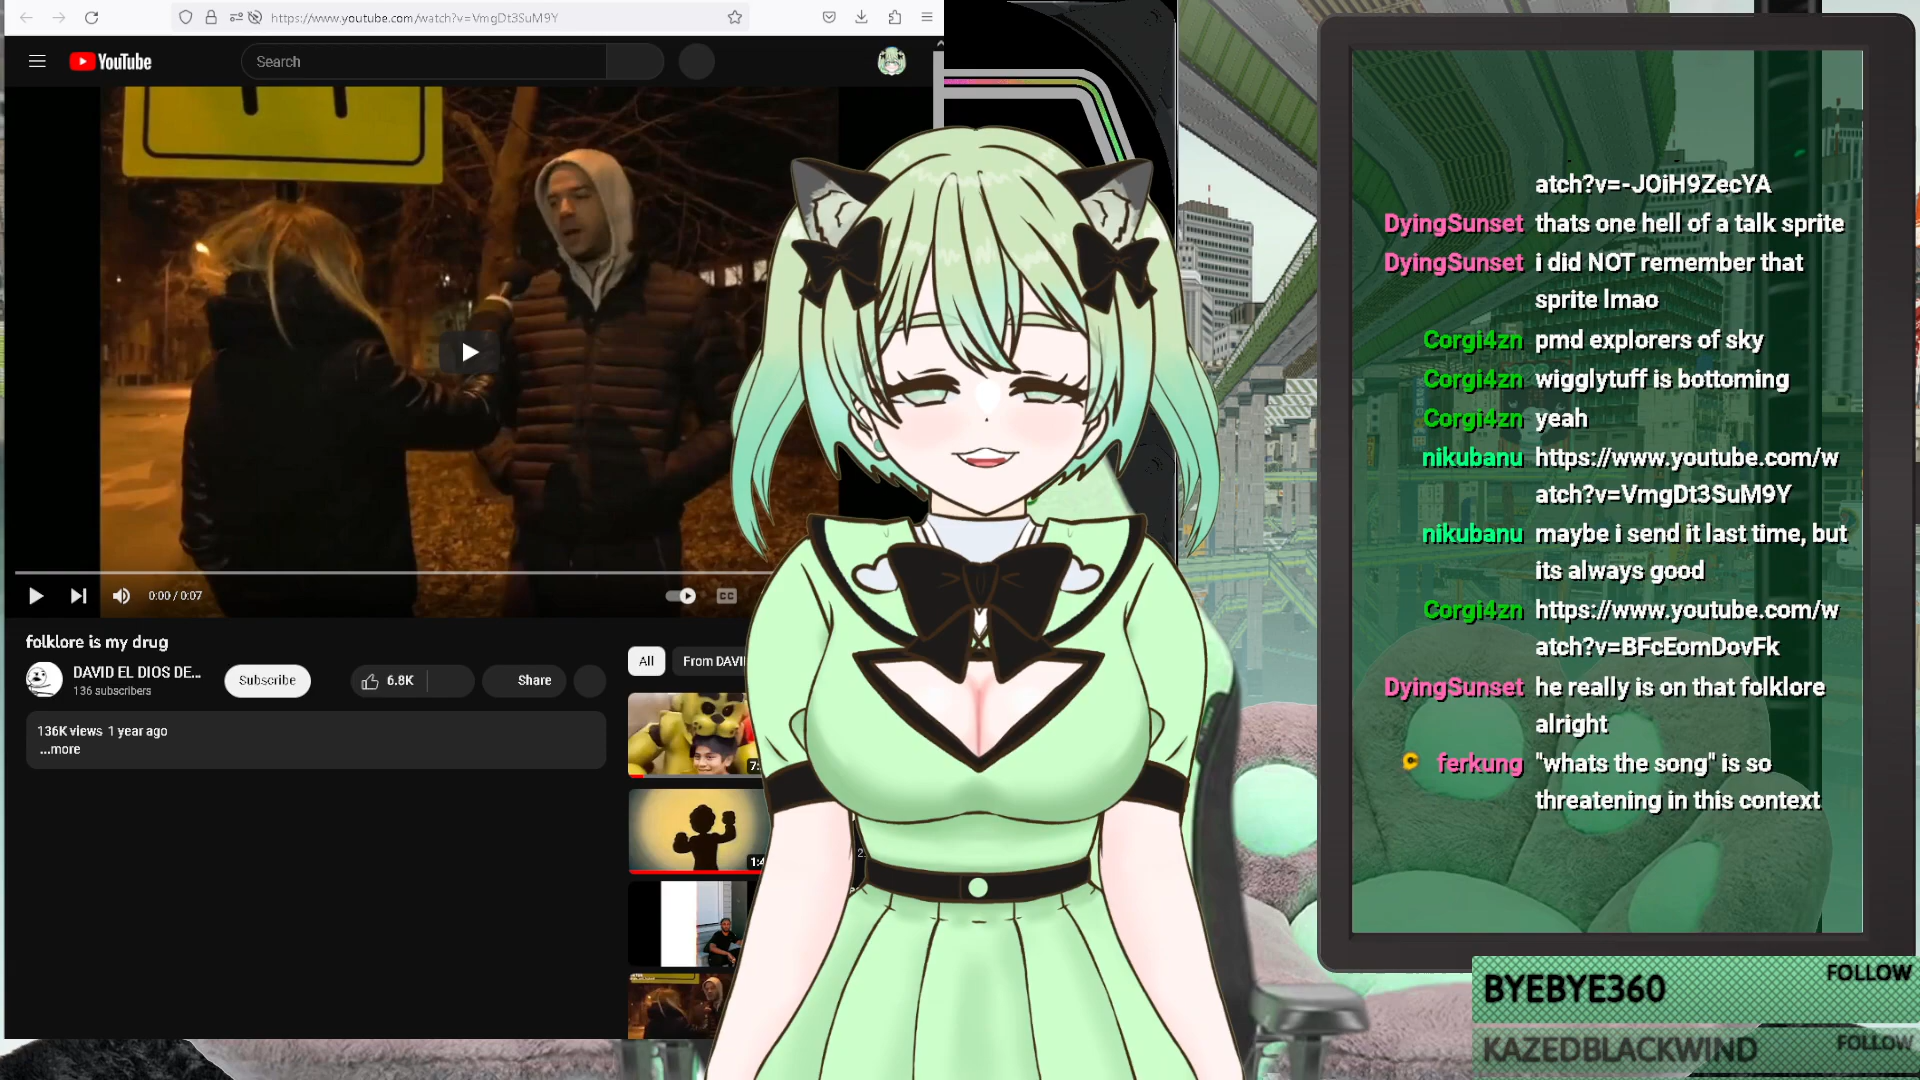 https://www.youtube.com/watch?v=VmgDt3SuM9Y
YouTube
Search
0:00 / 0:07
CC
folklore is my drug
DAVID EL DIOS DE...
136 subscribers
Subscribe
6.8K
Share
136K views 1 year ago
...more
All
From DAVI
7:
1:4
2.
atch?v=-JOiH9ZecYA
DyingSunset thats one hell of a talk sprite
DyingSunset i did NOT remember that
sprite lmao
Corgi4zn pmd explorers of sky
Corgi4zn wigglytuff is bottoming
Corgi4zn yeah
nikubanu https://www.youtube.com/w
atch?v=VmgDt3SuM9Y
nikubanu maybe i send it last time, but
its always good
Corgi4zn https://www.youtube.com/w
atch?v=BFcEomDovFk
DyingSunset he really is on that folklore
alright
ferkung "whats the song" is so
threatening in this context
BYEBYE360 FOLLOW
KAZEDBLACKWIND FOLLOW